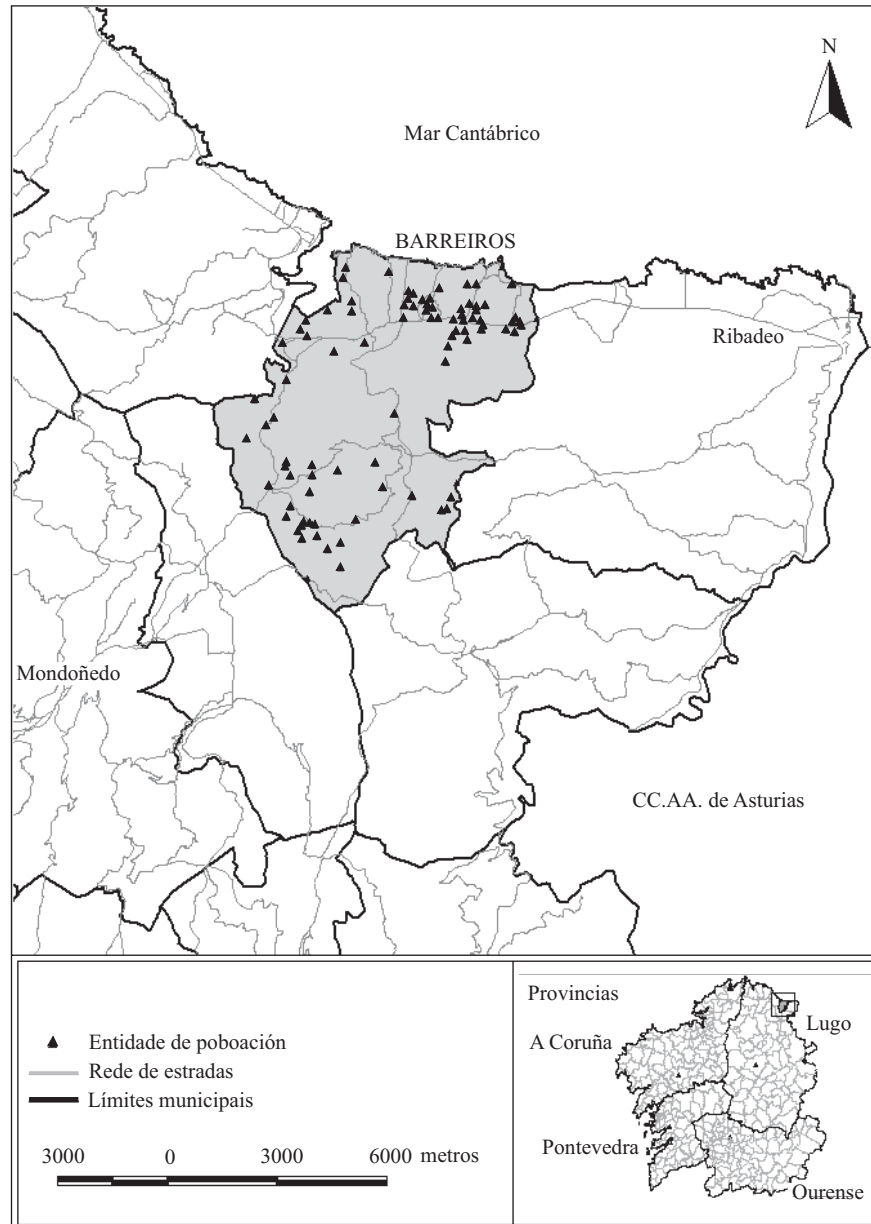 N
Mar Cantábrico
BARREIROS
Ribadeo
Mondoñedo
CC.AA. de Asturias
Entidade de poboación
Rede de estradas
Límites municipais
3000 0 3000 6000 metros
Provincias
Lugo
A Coruña
Pontevedra
Ourense